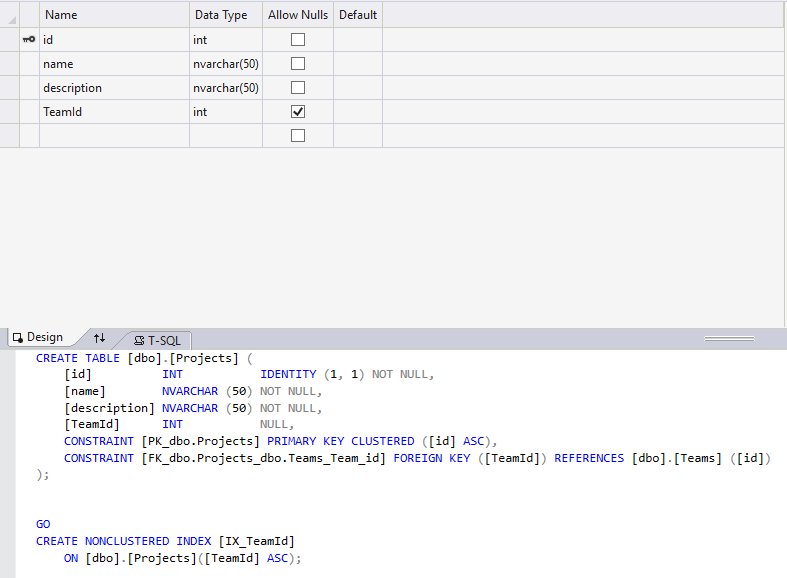 Name Data Type Allow Nulls Default
id int
name nvarchar(50)
description nvarchar(50)
TeamId int
Design T-SQL
CREATE TABLE [dbo].[Projects] (
[id] INT IDENTITY (1, 1) NOT NULL,
[name] NVARCHAR (50) NOT NULL,
[description] NVARCHAR (50) NOT NULL,
[TeamId] INT NULL,
CONSTRAINT [PK_dbo.Projects] PRIMARY KEY CLUSTERED ([id] ASC),
CONSTRAINT [FK_dbo.Projects_dbo.Teams_Team_id] FOREIGN KEY ([TeamId]) REFERENCES [dbo].[Teams] ([id])
);
GO
CREATE NONCLUSTERED INDEX [IX_TeamId]
ON [dbo].[Projects]([TeamId] ASC);